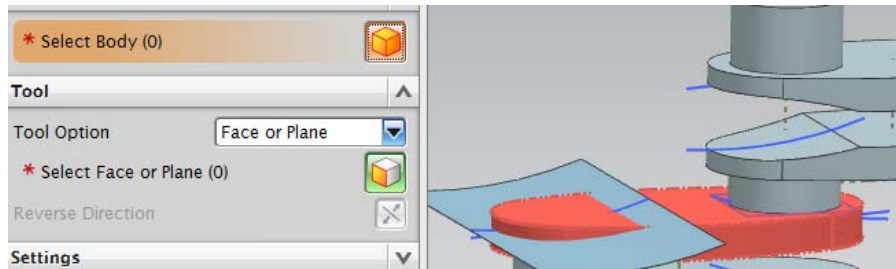 * Select Body (0)
Tool
Tool Option Face or Plane
* Select Face or Plane (0)
Reverse Direction
Settings